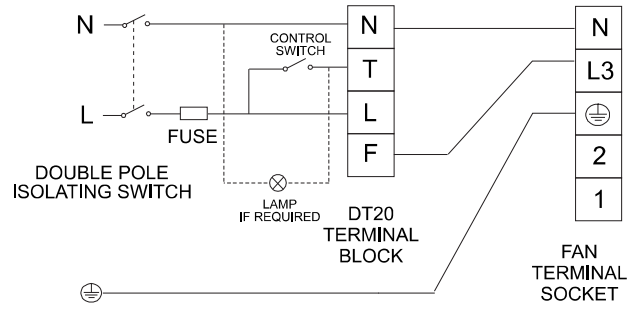 N
L
FUSE
DOUBLE POLE
ISOLATING SWITCH
CONTROL
SWITCH
LAMP
IF REQUIRED
N
T
L
F
DT20
TERMINAL
BLOCK
N
L3
2
1
FAN
TERMINAL
SOCKET